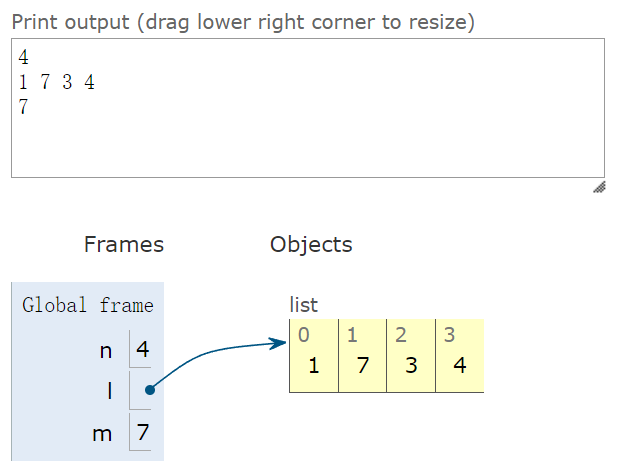 Print output (drag lower right corner to resize)
4
1 7 3 4
7
Frames Objects
Global frame
n 4
l
m 7
list
0 1 2 3
1 7 3 4